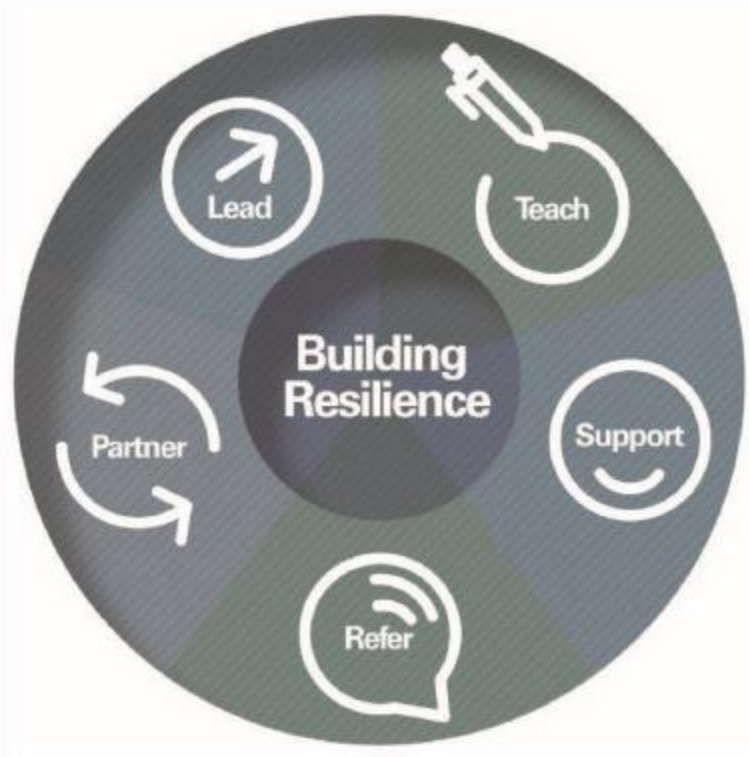 Lead
Teach
Building
Resilience
Partner
Support
Refer